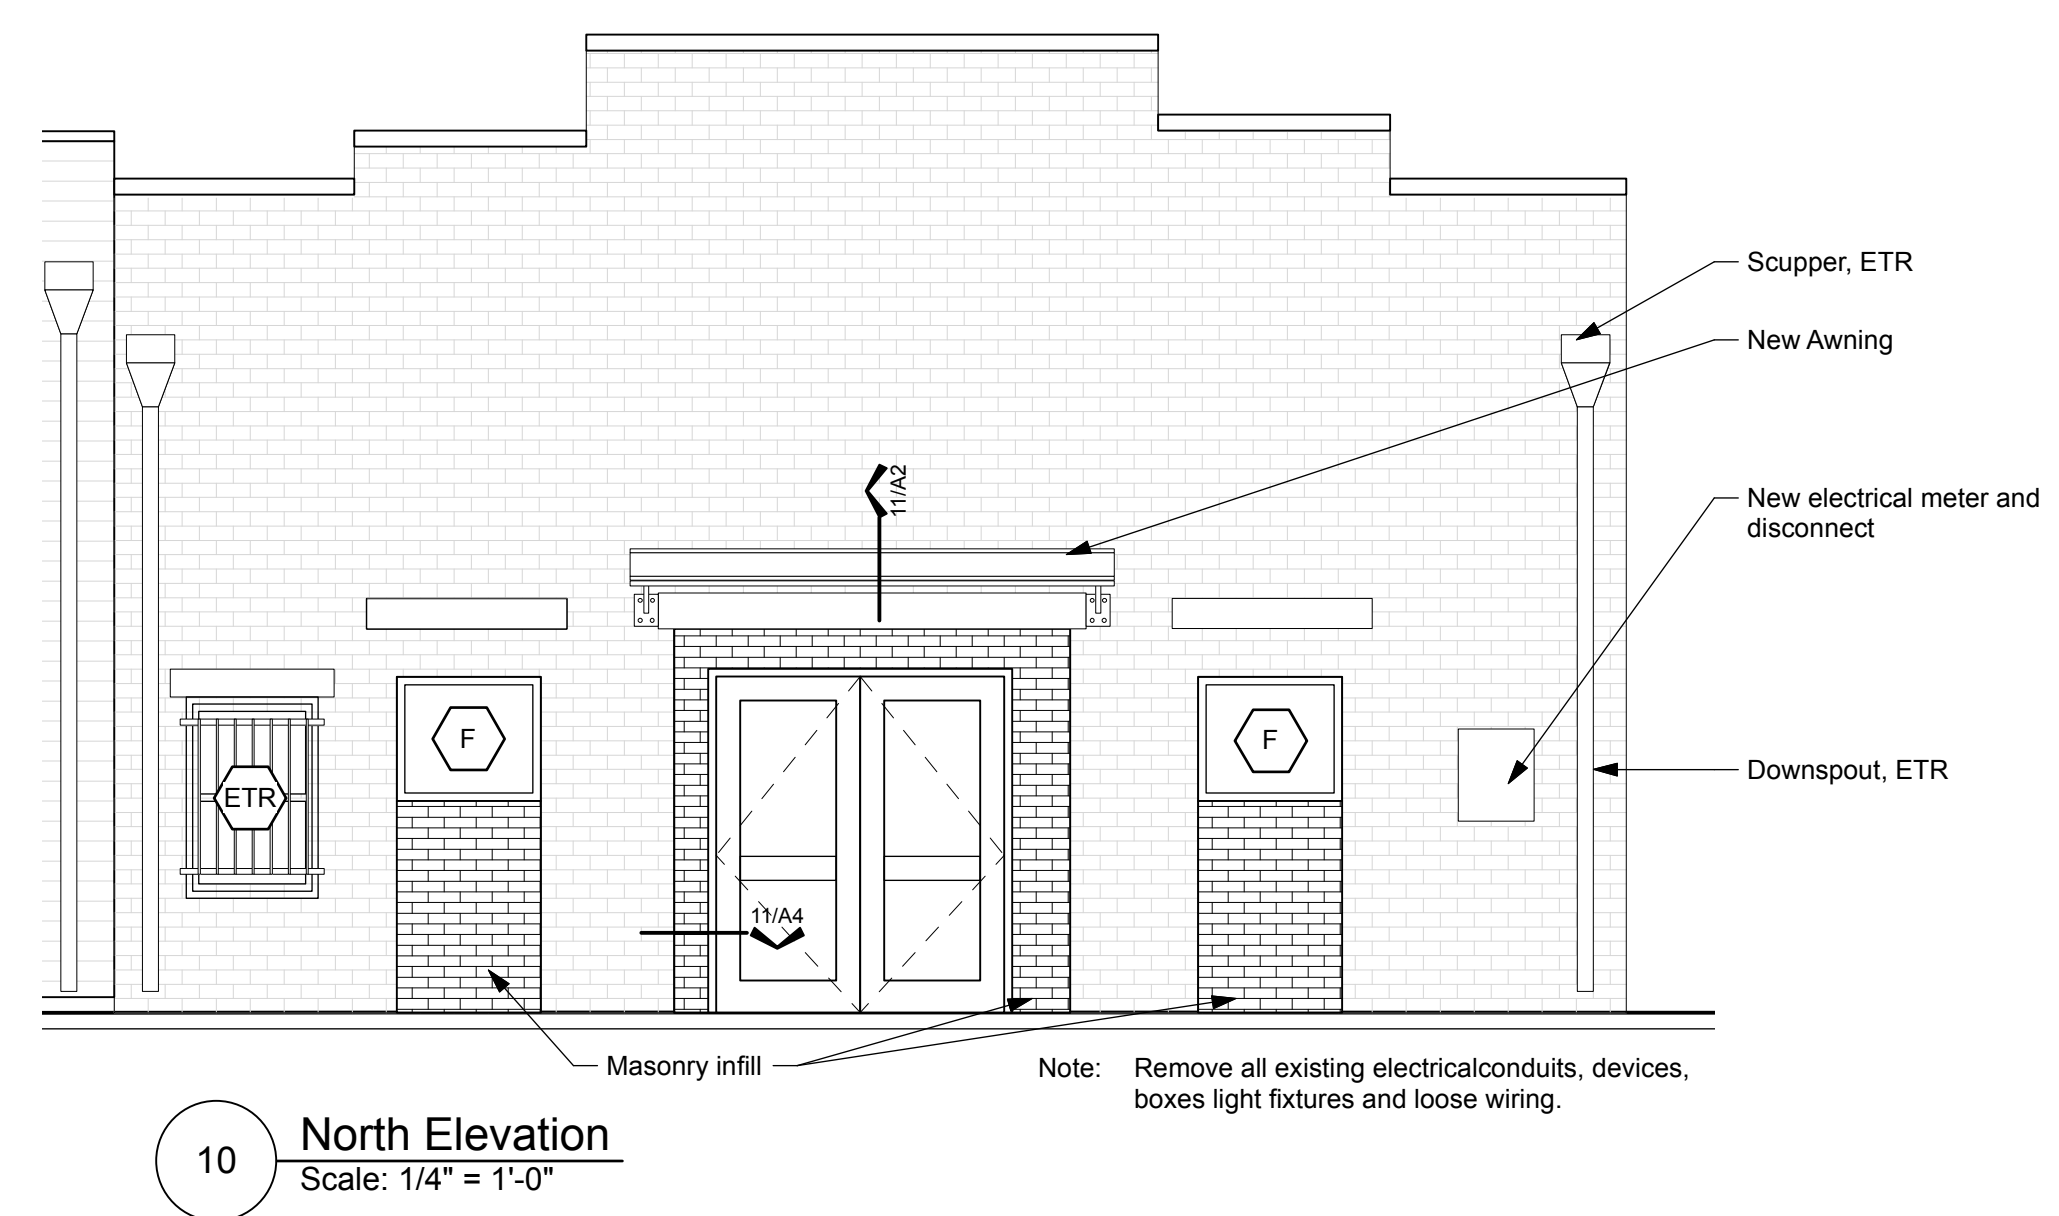 Scupper, ETR
New Awning
11/A2
New electrical meter and
disconnect
F
F
ETR
Downspout, ETR
11/A4
Masonry infill
Note: Remove all existing electricalconduits, devices,
boxes light fixtures and loose wiring.
10
North Elevation
Scale: 1/4" = 1'-0"